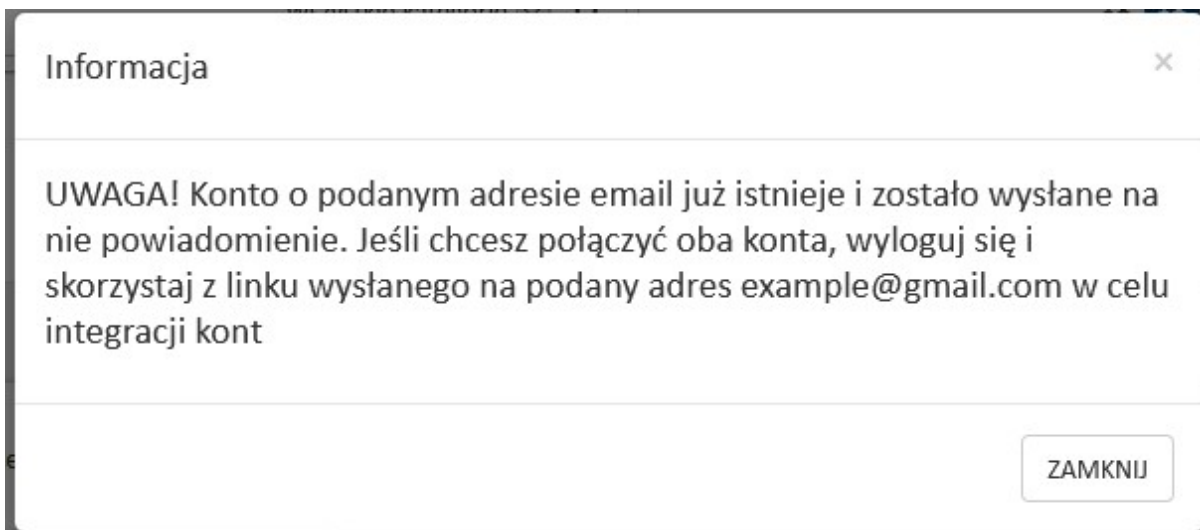 Informacja
×
UWAGA! Konto o podanym adresie email już istnieje i zostało wysłane na
nie powiadomienie. Jeśli chcesz połączyć oba konta, wyloguj się i
skorzystaj z linku wysłanego na podany adres example@gmail.com w celu
integracji kont
ZAMKNIJ